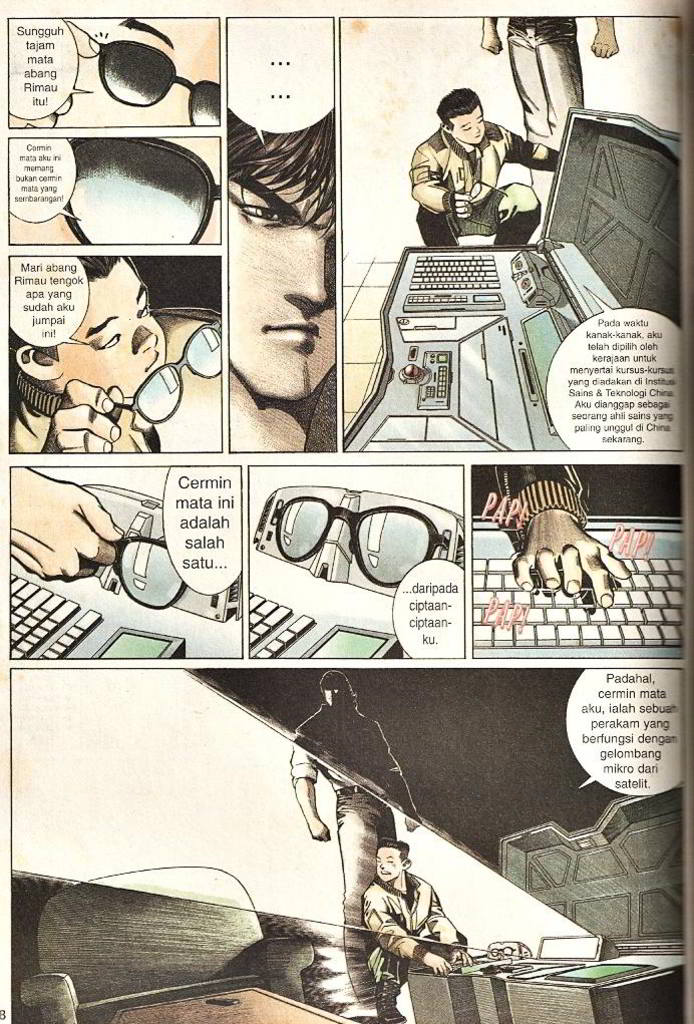 Sungguh
tajam
mata
abang
Rimau
itu!
Cermin
mata aku ini
memang
bukan cermin
mata yang
sembarangan!
Mari abang
Rimau tengok
apa yang
sudah aku
jumpai
ini!
...
...
Pada waktu
kanak-kanak, aku
telah dipilih oleh
kerajaan untuk
menyertai kursus-kursus
yang diadakan di Institusi
Sains & Teknologi China.
Aku dianggap sebagai
seorang ahli sains yang
paling unggul di China
sekarang.
Cermin
mata ini
adalah
salah
satu...
...daripada
ciptaan-
ciptaan-
ku.
PAP!
PAP!
PAP!
Padahal,
cermin mata
aku, ialah sebuah
perakam yang
berfungsi dengan
gelombang
mikro dari
satelit.
8